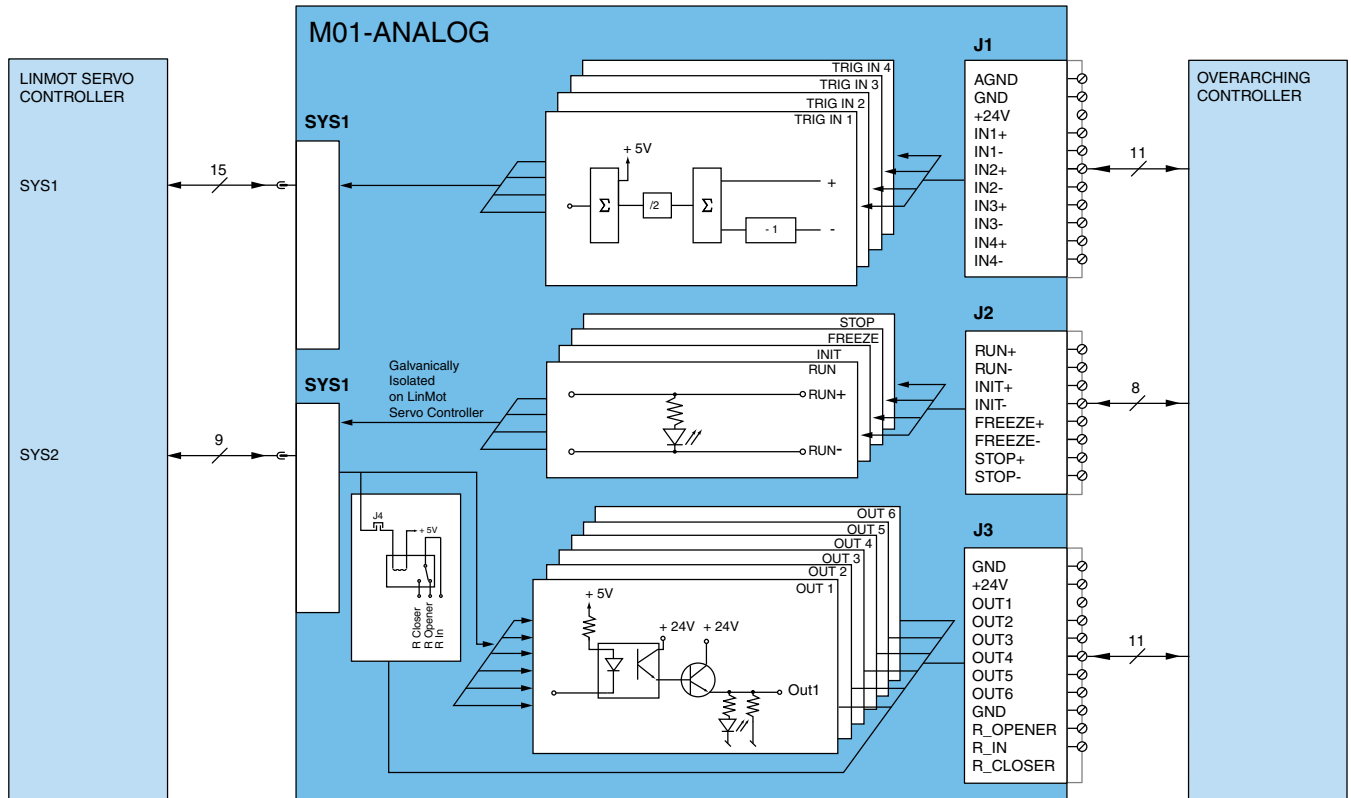 M01-ANALOG
LINMOT SERVO
CONTROLLER
SYS1
15
SYS2
9
SYS1
SYS1
TRIG IN 4
TRIG IN 3
TRIG IN 2
TRIG IN 1
+ 5V
Σ
/2
Σ
+
- 1
-
Galvanically
Isolated
on LinMot
Servo Controller
STOP
FREEZE
INIT
RUN
RUN+
RUN-
J4
+ 5V
R Closer
R Opener
R In
OUT 6
OUT 5
OUT 4
OUT 3
OUT 2
OUT 1
+ 5V
+ 24V
+ 24V
Out1
J1
AGND
GND
+24V
IN1+
IN1-
IN2+
IN2-
IN3+
IN3-
IN4+
IN4-
11
J2
RUN+
RUN-
INIT+
INIT-
FREEZE+
FREEZE-
STOP+
STOP-
8
J3
GND
+24V
OUT1
OUT2
OUT3
OUT4
OUT5
OUT6
GND
R_OPENER
R_IN
R_CLOSER
11
OVERARCHING
CONTROLLER